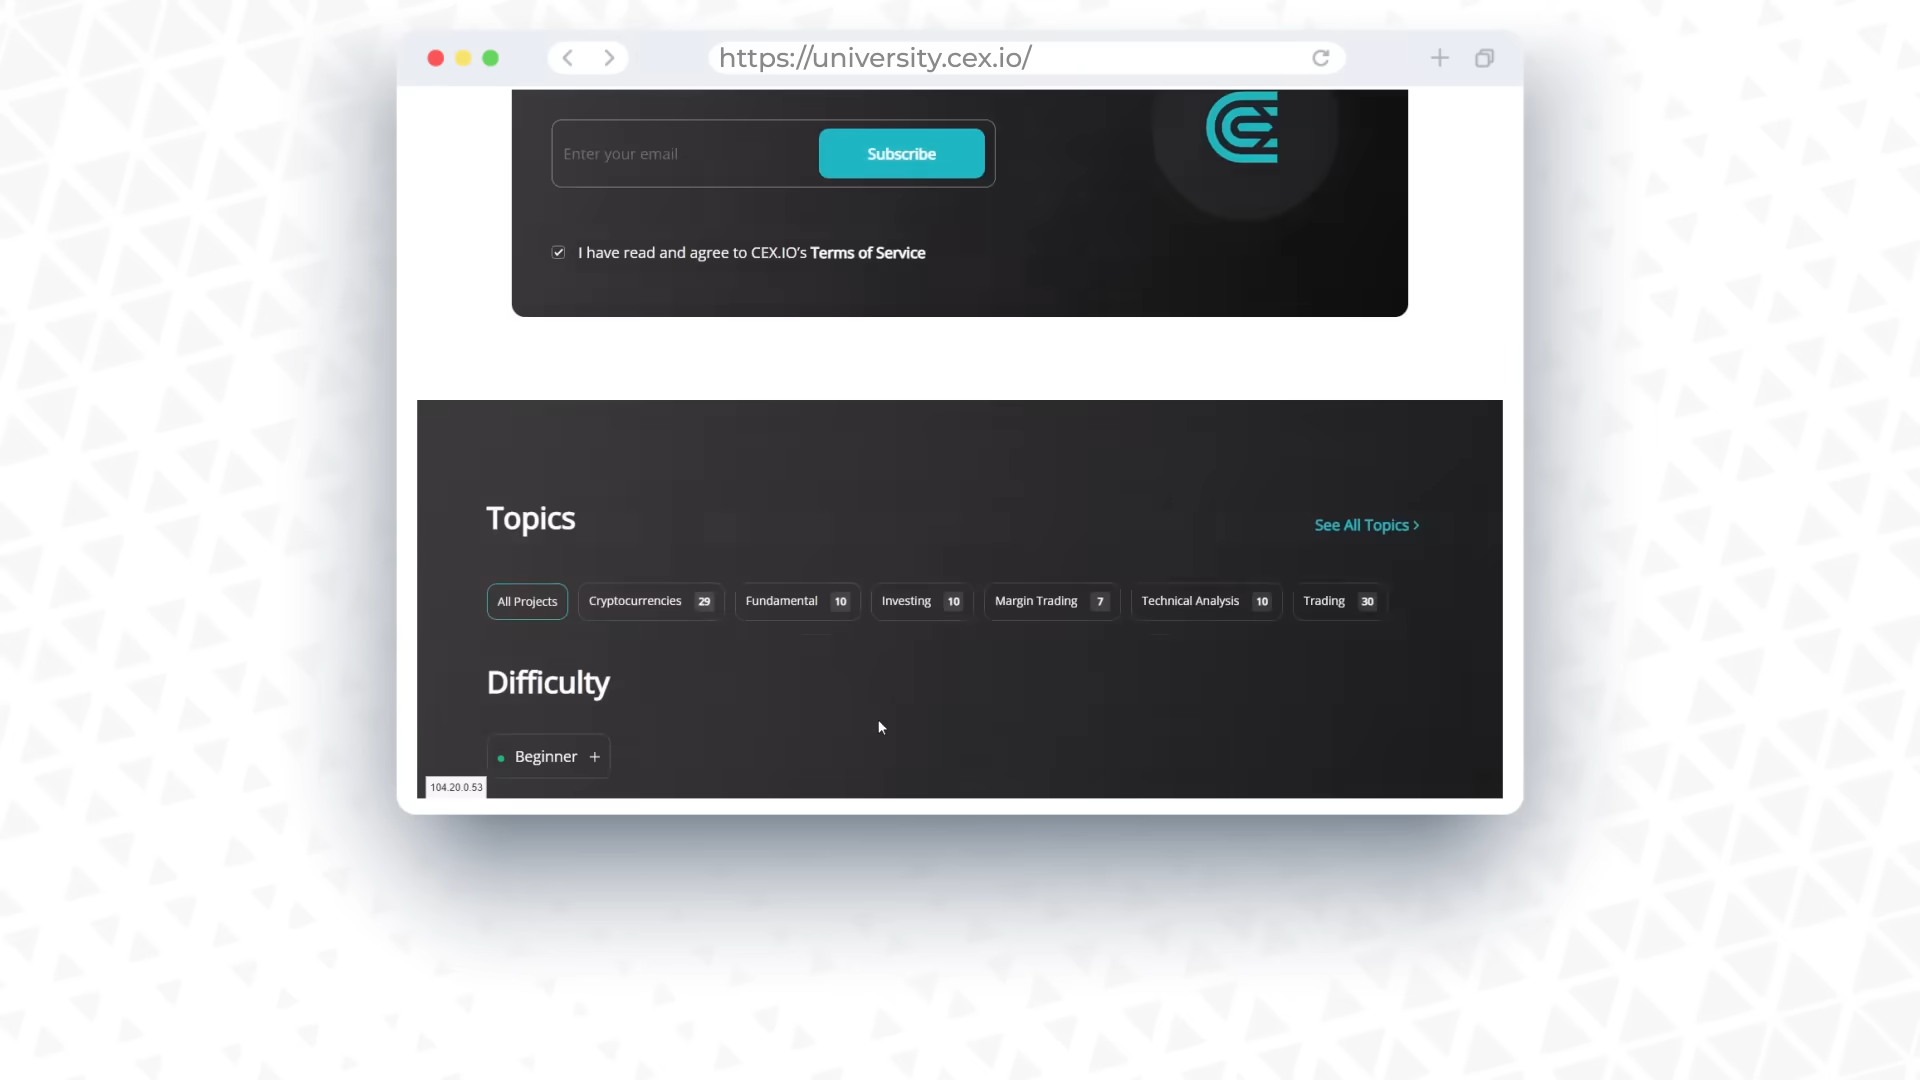 https://university.cex.io/
Enter your email
Subscribe
I have read and agree to CEX.IO’s Terms of Service
Topics
See All Topics >
All Projects
Cryptocurrencies 29
Fundamental 10
Investing 10
Margin Trading 7
Technical Analysis 10
Trading 30
Difficulty
Beginner +
104.20.0.53